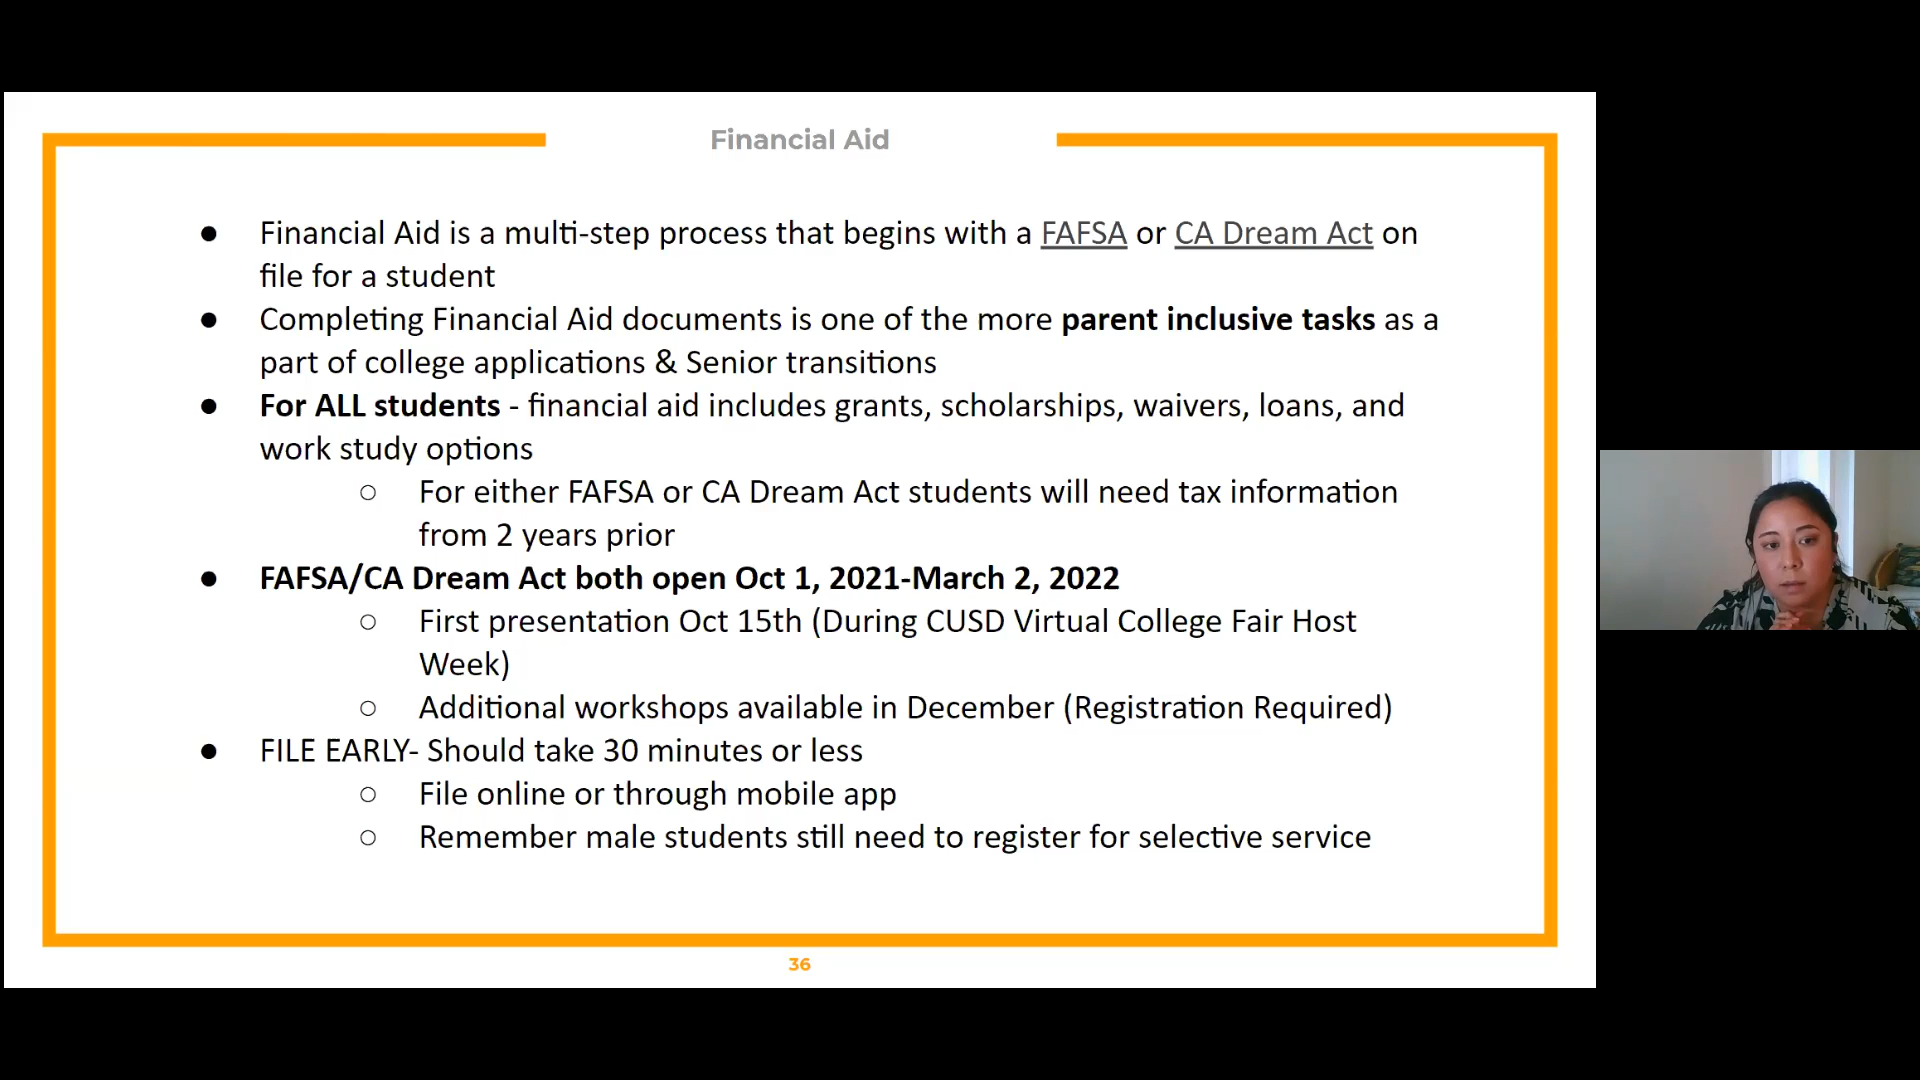 Financial Aid
● Financial Aid is a multi-step process that begins with a FAFSA or CA Dream Act on
file for a student
● Completing Financial Aid documents is one of the more parent inclusive tasks as a
part of college applications & Senior transitions
● For ALL students - financial aid includes grants, scholarships, waivers, loans, and
work study options
○ For either FAFSA or CA Dream Act students will need tax information
from 2 years prior
● FAFSA/CA Dream Act both open Oct 1, 2021-March 2, 2022
○ First presentation Oct 15th (During CUSD Virtual College Fair Host
Week)
○ Additional workshops available in December (Registration Required)
● FILE EARLY- Should take 30 minutes or less
○ File online or through mobile app
○ Remember male students still need to register for selective service
36